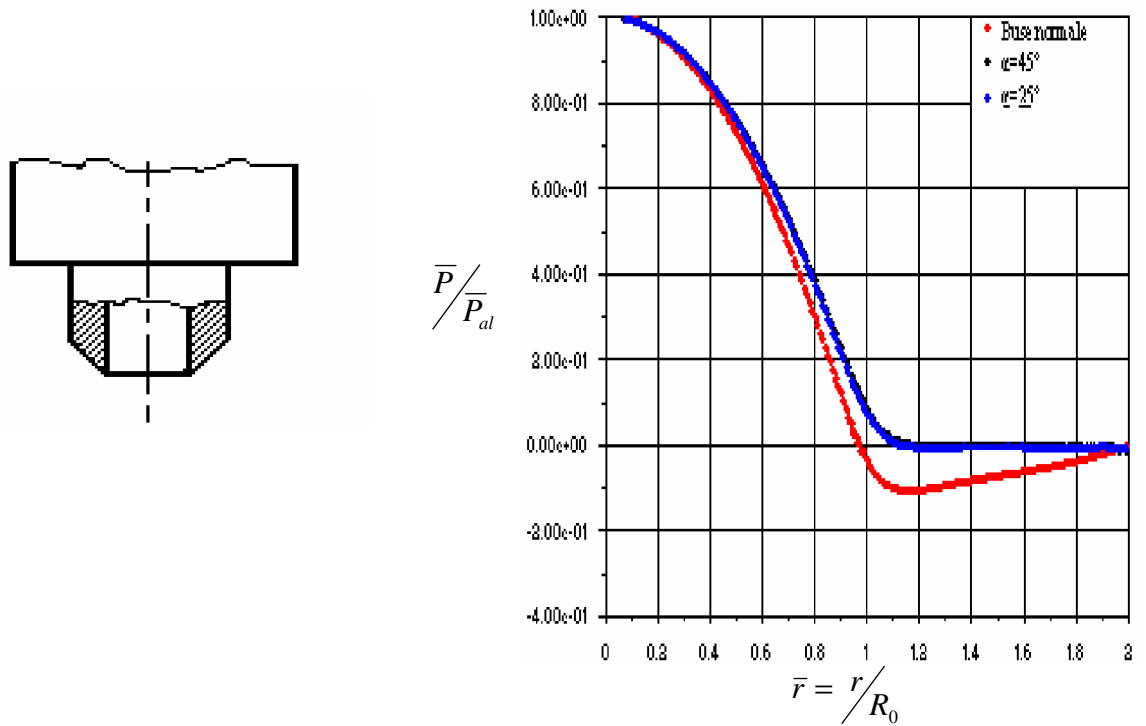 1.00e+00
8.00e-01
6.00e-01
4.00e-01
2.00e-01
0.00e+00
-2.00e-01
-4.00e-01
Buse normale
α=45°
α=25°
P̅/P̅al
0 0.2 0.4 0.6 0.8 1 1.2 1.4 1.6 1.8 2
r̅ = r/R0